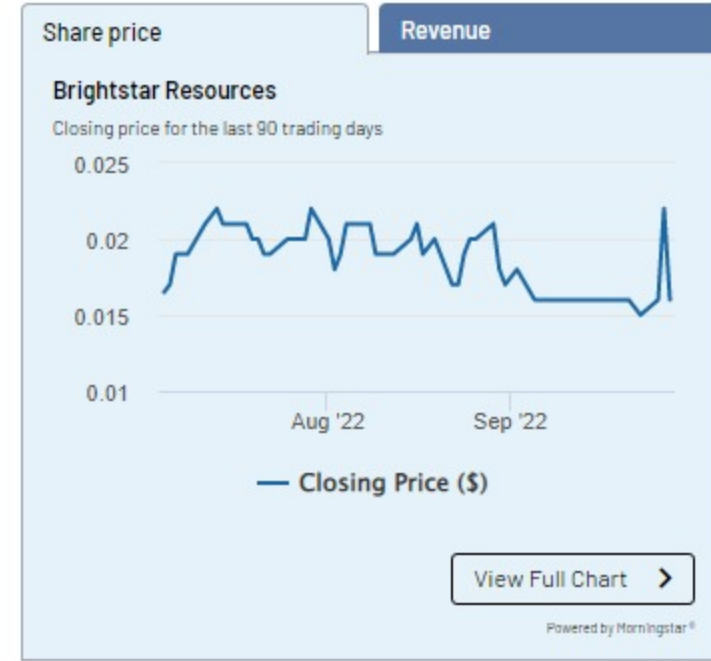 Share price
Revenue
Brightstar Resources
Closing price for the last 90 trading days
0.025
0.02
0.015
0.01
Aug '22
Sep '22
Closing Price ($)
View Full Chart
Powered by Morningstar®